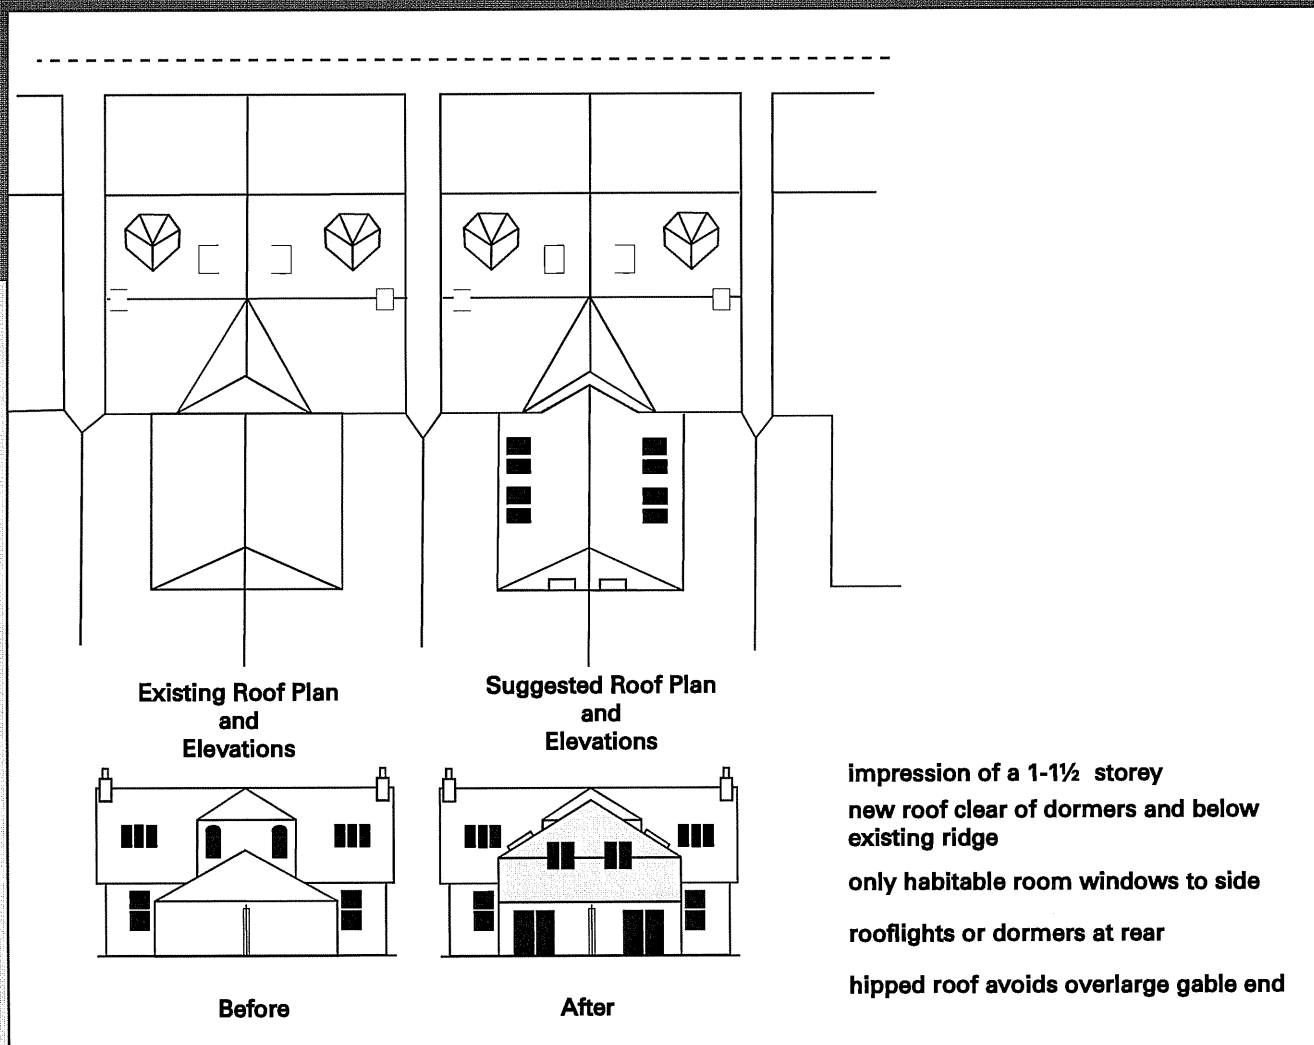 Existing Roof Plan
and
Elevations
Suggested Roof Plan
and
Elevations
Before
After
impression of a 1-1½ storey
new roof clear of dormers and below
existing ridge
only habitable room windows to side
rooflights or dormers at rear
hipped roof avoids overlarge gable end